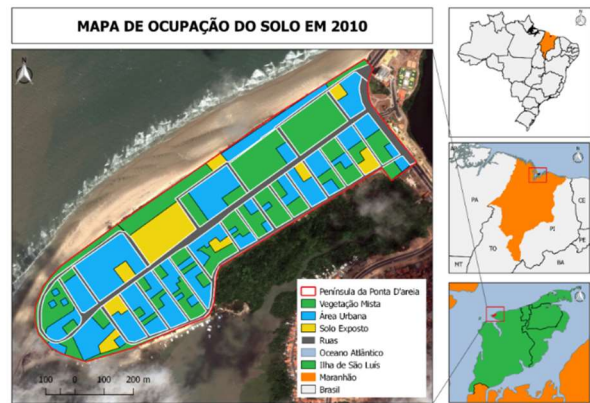 MAPA DE OCUPAÇÃO DO SOLO EM 2010
N
Península da Ponta D'areia
Vegetação Mista
Área Urbana
Solo Exposto
Ruas
Oceano Atlântico
Ilha de São Luís
Maranhão
Brasil
100 0 100 200 m
PA
CE
PI
PE
TO
MT
BA